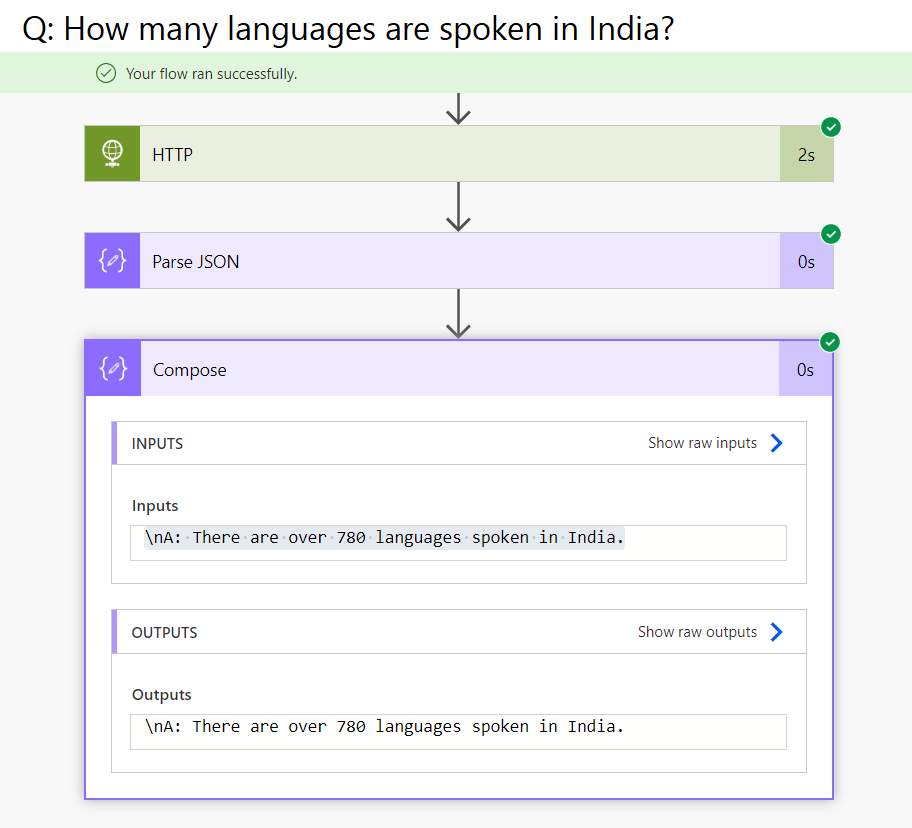 Q: How many languages are spoken in India?
Your flow ran successfully.
HTTP 2s
Parse JSON 0s
Compose 0s
INPUTS Show raw inputs
Inputs
\nA: There are over 780 languages spoken in India.
OUTPUTS Show raw outputs
Outputs
\nA: There are over 780 languages spoken in India.